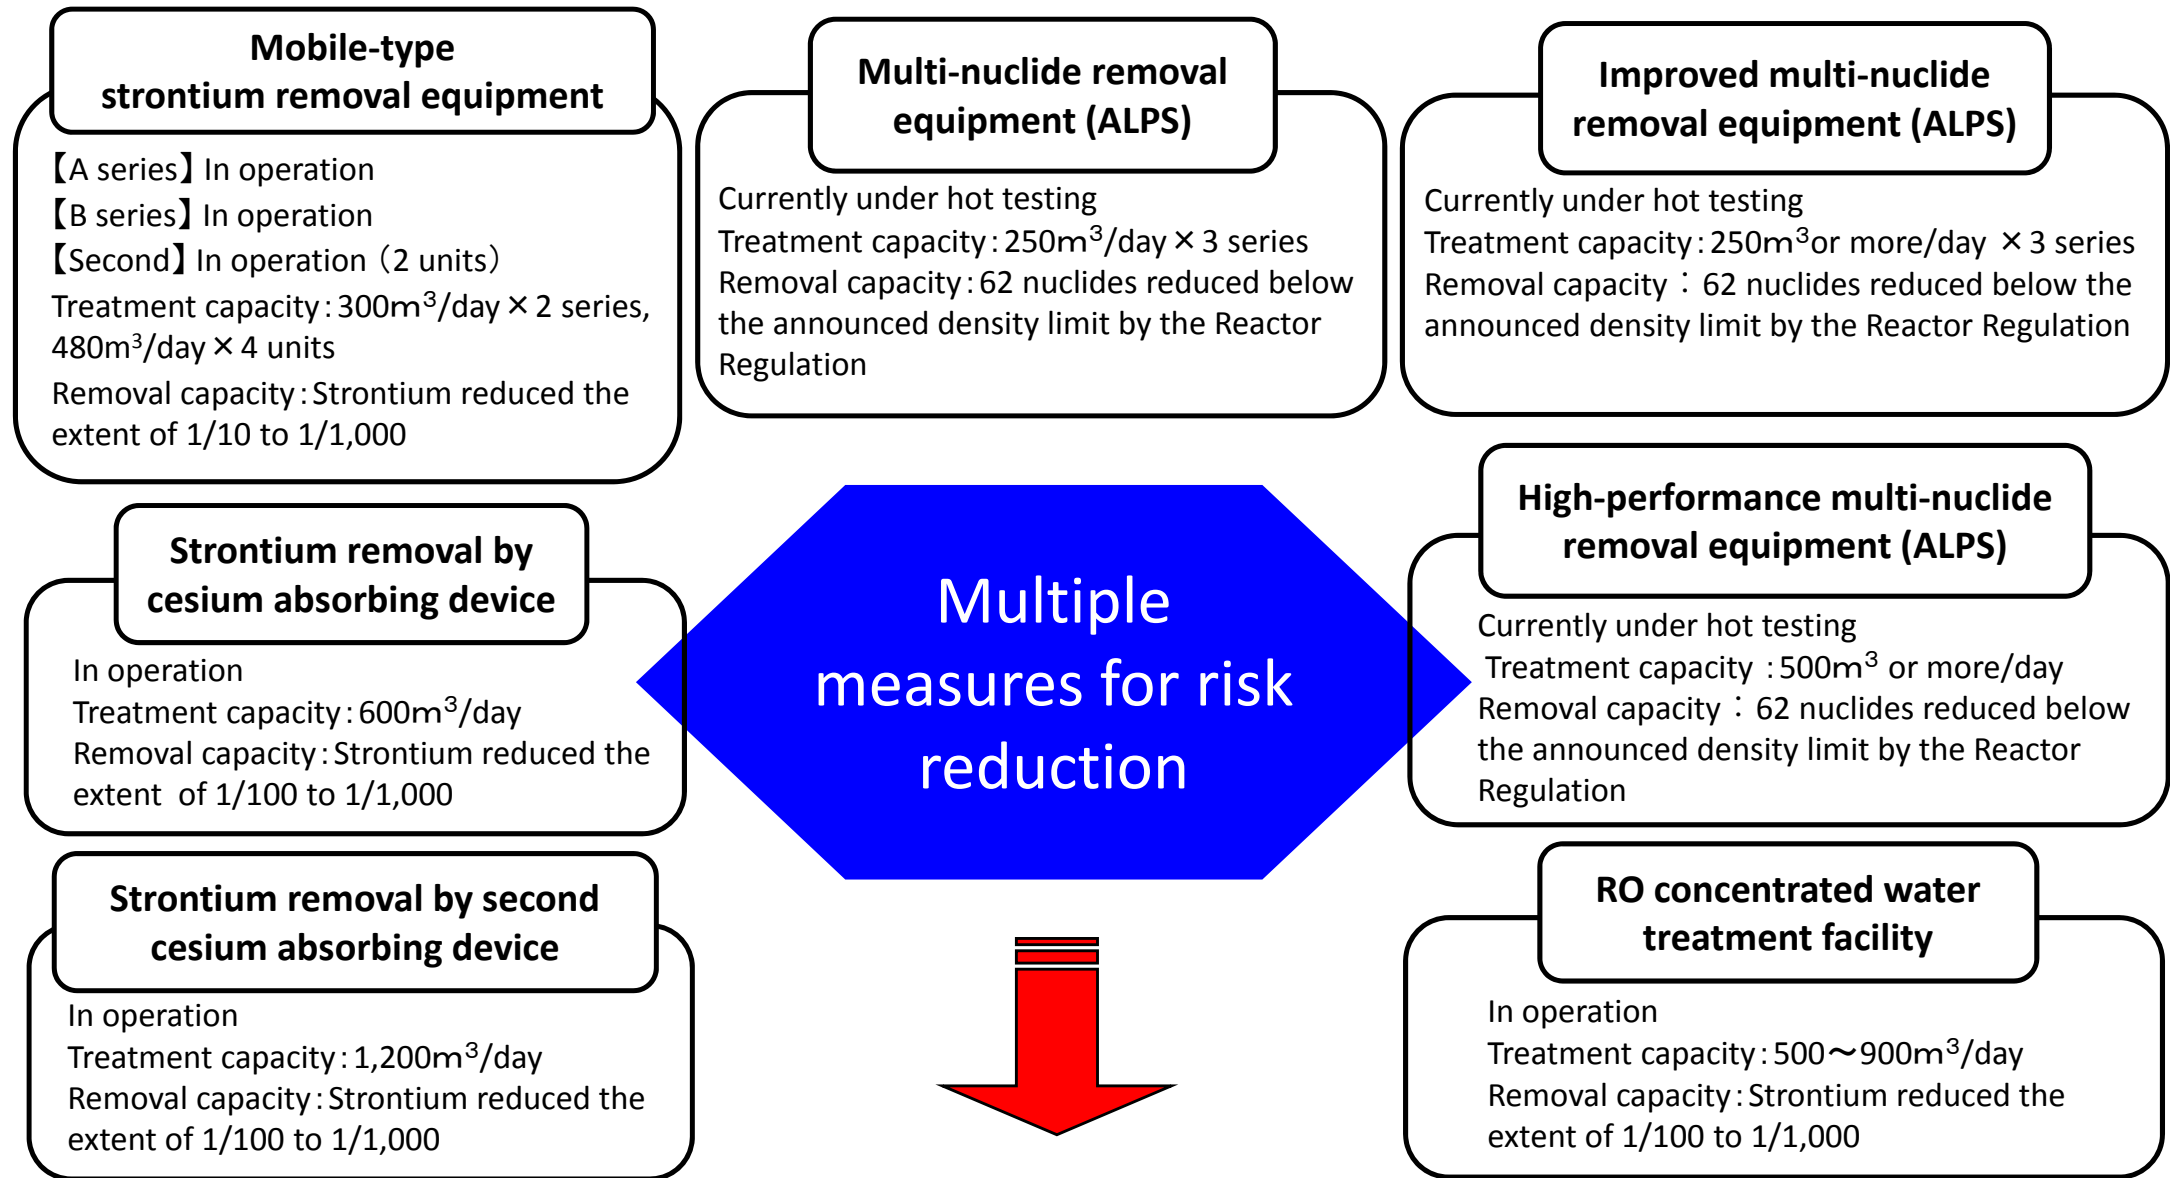 Mobile-type
strontium removal equipment
【A series】 In operation
【B series】 In operation
【Second】 In operation （2 units）
Treatment capacity：300m³/day×2 series,
480m³/day×4 units
Removal capacity：Strontium reduced the
extent of 1/10 to 1/1,000
Multi-nuclide removal
equipment (ALPS)
Currently under hot testing
Treatment capacity：250m³/day×3 series
Removal capacity：62 nuclides reduced below
the announced density limit by the Reactor
Regulation
Improved multi-nuclide
removal equipment (ALPS)
Currently under hot testing
Treatment capacity：250m³or more/day ×3 series
Removal capacity：62 nuclides reduced below the
announced density limit by the Reactor Regulation
Strontium removal by
cesium absorbing device
In operation
Treatment capacity：600m³/day
Removal capacity：Strontium reduced the
extent  of 1/100 to 1/1,000
Multiple
measures for risk
reduction
High-performance multi-nuclide
removal equipment (ALPS)
Currently under hot testing
Treatment capacity ：500m³ or more/day
Removal capacity：62 nuclides reduced below
the announced density limit by the Reactor
Regulation
Strontium removal by second
cesium absorbing device
In operation
Treatment capacity：1,200m³/day
Removal capacity：Strontium reduced the
extent of 1/100 to 1/1,000
RO concentrated water
treatment facility
In operation
Treatment capacity：500～900m³/day
Removal capacity：Strontium reduced the
extent of 1/100 to 1/1,000